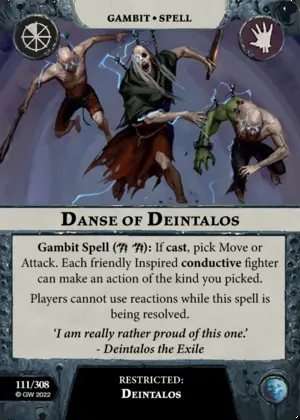 GAMBIT • SPELL
DANSE OF DEINTALOS
Gambit Spell (): If cast, pick Move or
Attack. Each friendly Inspired conductive fighter
can make an action of the kind you picked.
Players cannot use reactions while this spell is
being resolved.
‘I am really rather proud of this one.’
- Deintalos the Exile
111/308
© GW 2022
RESTRICTED:
DEINTALOS